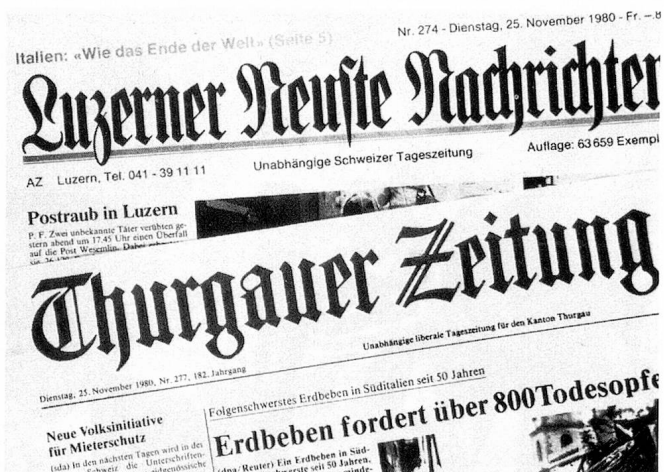 Italien: «Wie das Ende der Welt» (Seite 5)
Nr. 274 - Dienstag, 25. November 1980 - Fr. –.8
Luzerner Neuste Nachrichten
AZ Luzern, Tel. 041 - 39 11 11
Unabhängige Schweizer Tageszeitung
Auflage: 63 659 Exempl
Postraub in Luzern
P. F. Zwei unbekannte Täter verübten ge-
stern abend um 17.45 Uhr einen Überfall
auf die Post Wesemlin. Dabei
Thurgauer Zeitung
Unabhängige liberale Tageszeitung für den Kanton Thurgau
Dienstag, 25. November 1980, Nr. 277, 182. Jahrgang
Folgenschwerstes Erdbeben in Süditalien seit 50 Jahren
Erdbeben fordert über 800 Todesopfe
Neue Volksinitiative
für Mieterschutz
(sda) In den nächsten Tagen wird in der
Schweiz die Unterschriften-
(dpa/Reuter) Ein Erdbeben in Süd-
seit 50 Jahren,